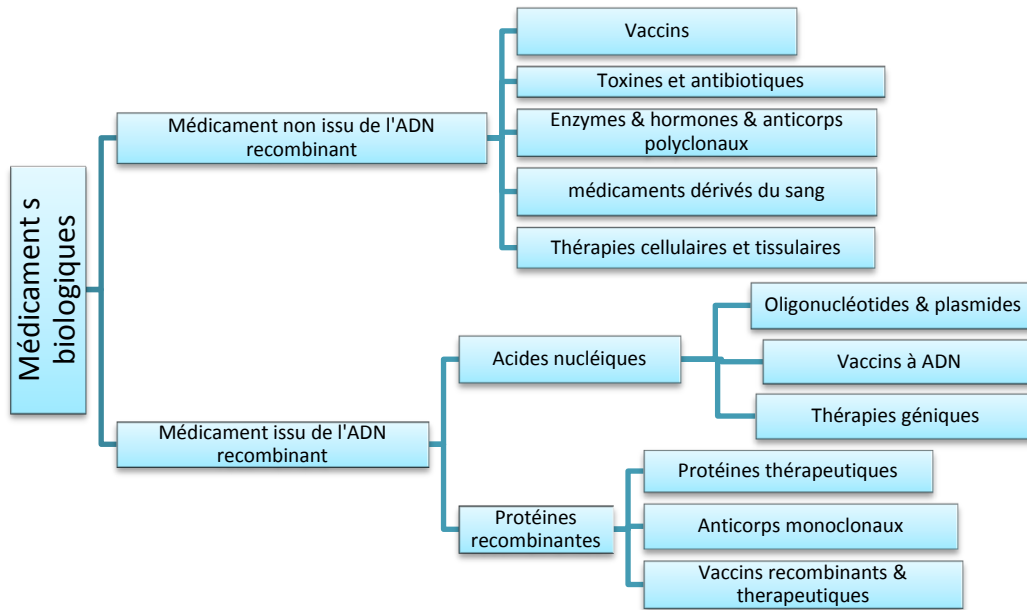 Médicament s
biologiques
Médicament non issu de l'ADN
recombinant
Vaccins
Toxines et antibiotiques
Enzymes & hormones & anticorps
polyclonaux
médicaments dérivés du sang
Thérapies cellulaires et tissulaires
Médicament issu de l'ADN
recombinant
Acides nucléiques
Oligonucléotides & plasmides
Vaccins à ADN
Thérapies géniques
Protéines
recombinantes
Protéines thérapeutiques
Anticorps monoclonaux
Vaccins recombinants &
therapeutiques